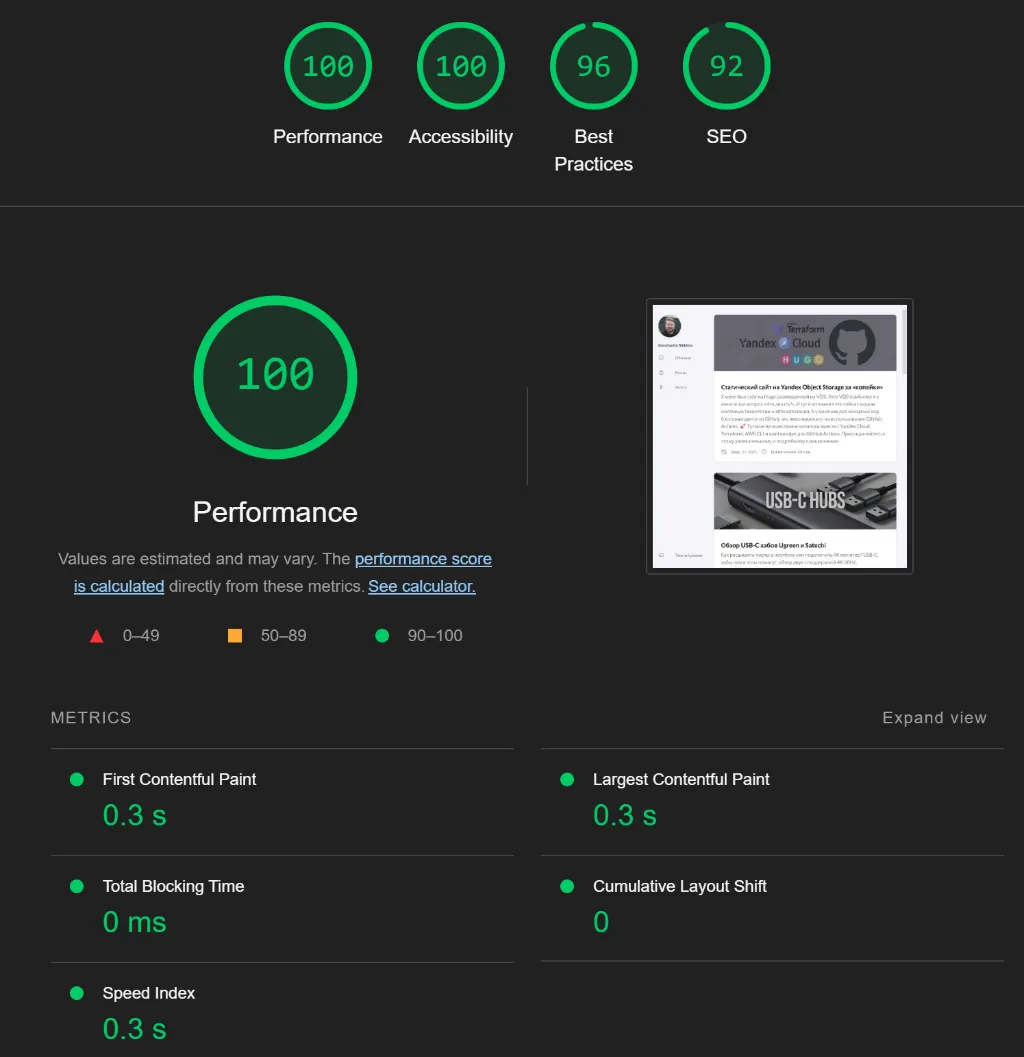 100
100
96
92
Performance
Accessibility
Best
Practices
SEO
100
Performance
Values are estimated and may vary. The performance score
is calculated directly from these metrics. See calculator.
0–49
50–89
90–100
Terraform
Yandex Cloud
HUGO
Статический сайт на Yandex Object Storage за «копейки»
USB-C HUBS
Обзор USB-C хабов Ugreen и Satechi
METRICS
Expand view
First Contentful Paint
0.3 s
Largest Contentful Paint
0.3 s
Total Blocking Time
0 ms
Cumulative Layout Shift
0
Speed Index
0.3 s